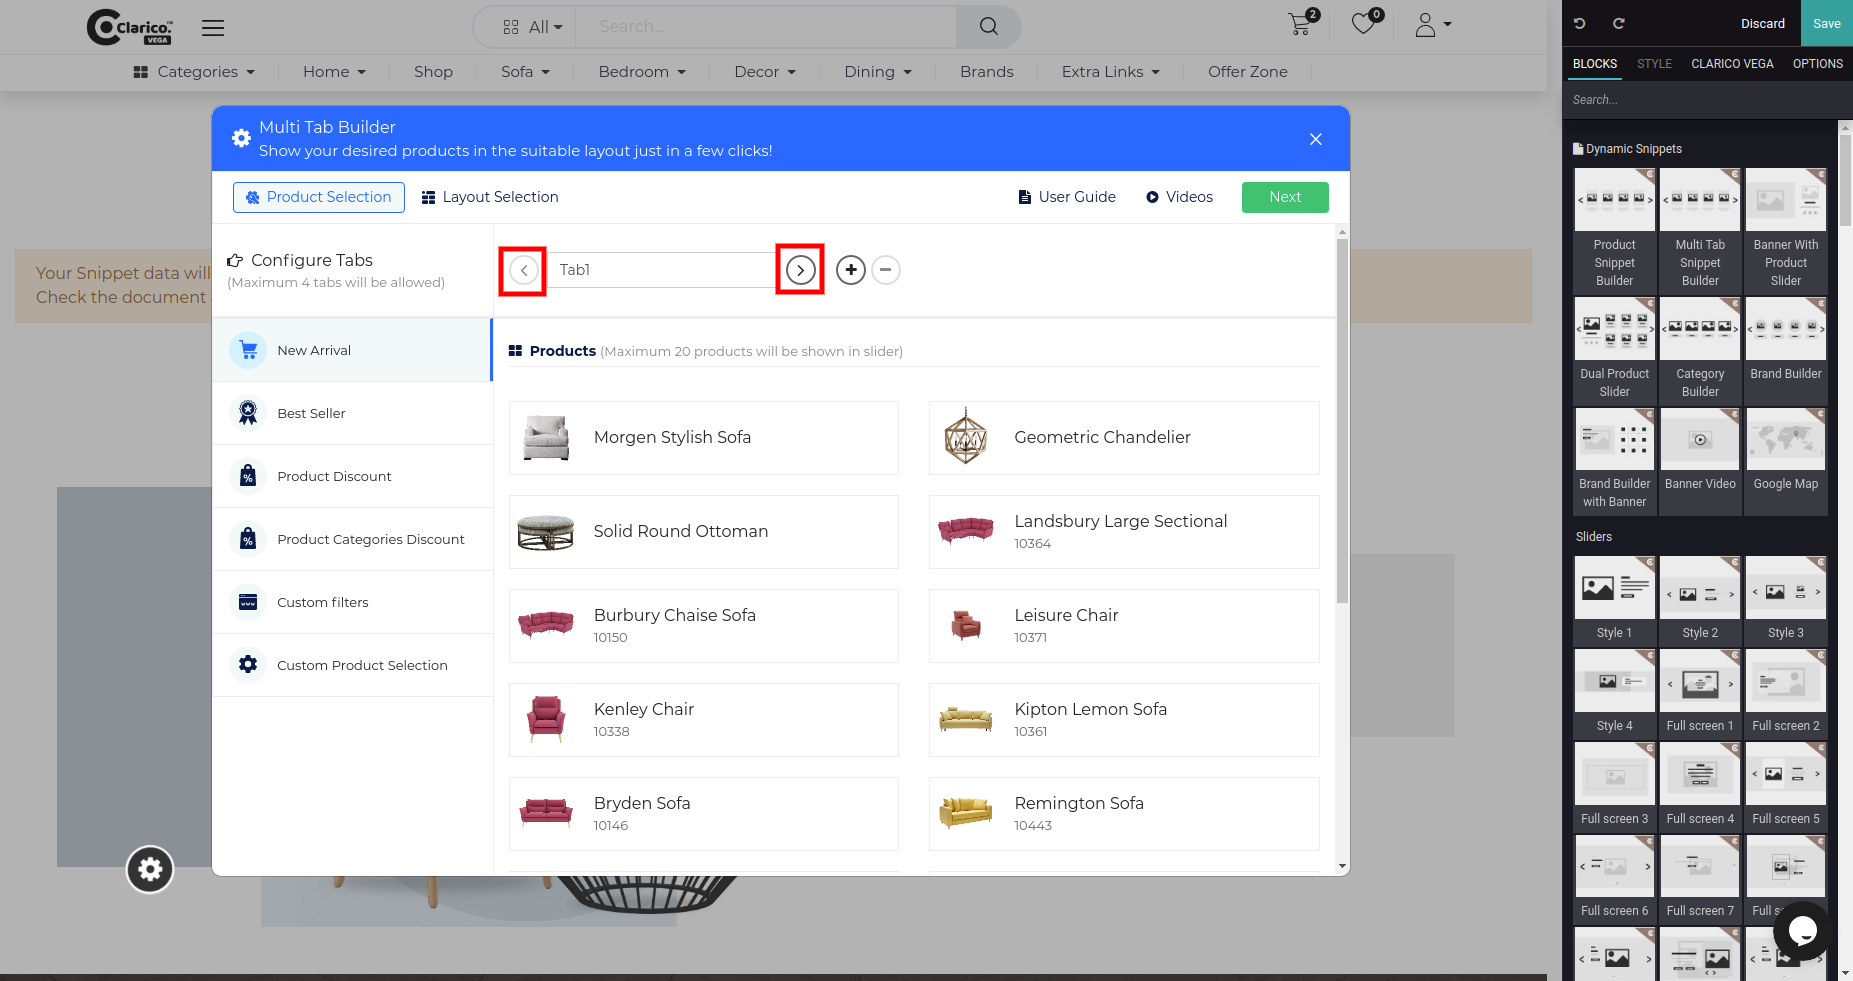 Clarico.™
VEGA
All
Search...
2
0
Discard
Save
Categories
Home
Shop
Sofa
Bedroom
Decor
Dining
Brands
Extra Links
Offer Zone
BLOCKS
STYLE
CLARICO VEGA
OPTIONS
Search...
Multi Tab Builder
Show your desired products in the suitable layout just in a few clicks!
Product Selection
Layout Selection
User Guide
Videos
Next
Your Snippet data will
Check the document
Configure Tabs
(Maximum 4 tabs will be allowed)
Tab1
New Arrival
Best Seller
Product Discount
Product Categories Discount
Custom filters
Custom Product Selection
Products (Maximum 20 products will be shown in slider)
Morgen Stylish Sofa
Geometric Chandelier
Solid Round Ottoman
Landsbury Large Sectional
10364
Burbury Chaise Sofa
10150
Leisure Chair
10371
Kenley Chair
10338
Kipton Lemon Sofa
10361
Bryden Sofa
10146
Remington Sofa
10443
Dynamic Snippets
Product Snippet Builder
Multi Tab Snippet Builder
Banner With Product Slider
Dual Product Slider
Category Builder
Brand Builder
Brand Builder with Banner
Banner Video
Google Map
Sliders
Style 1
Style 2
Style 3
Style 4
Full screen 1
Full screen 2
Full screen 3
Full screen 4
Full screen 5
Full screen 6
Full screen 7
Full